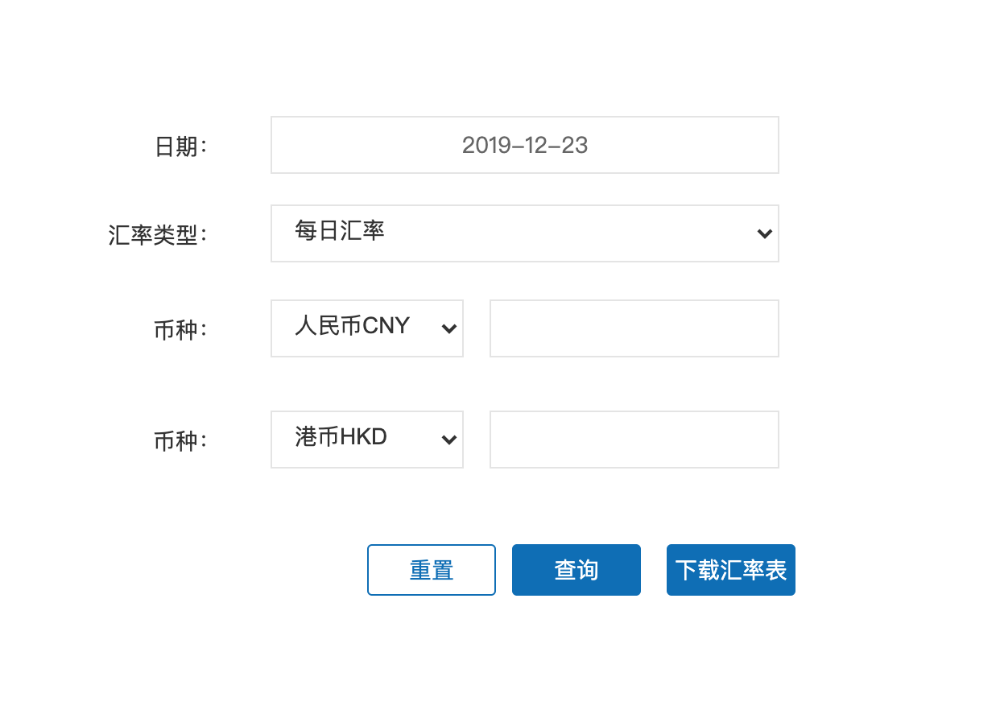 日期：
2019-12-23
汇率类型：
每日汇率
币种：
人民币CNY
币种：
港币HKD
重置
查询
下载汇率表